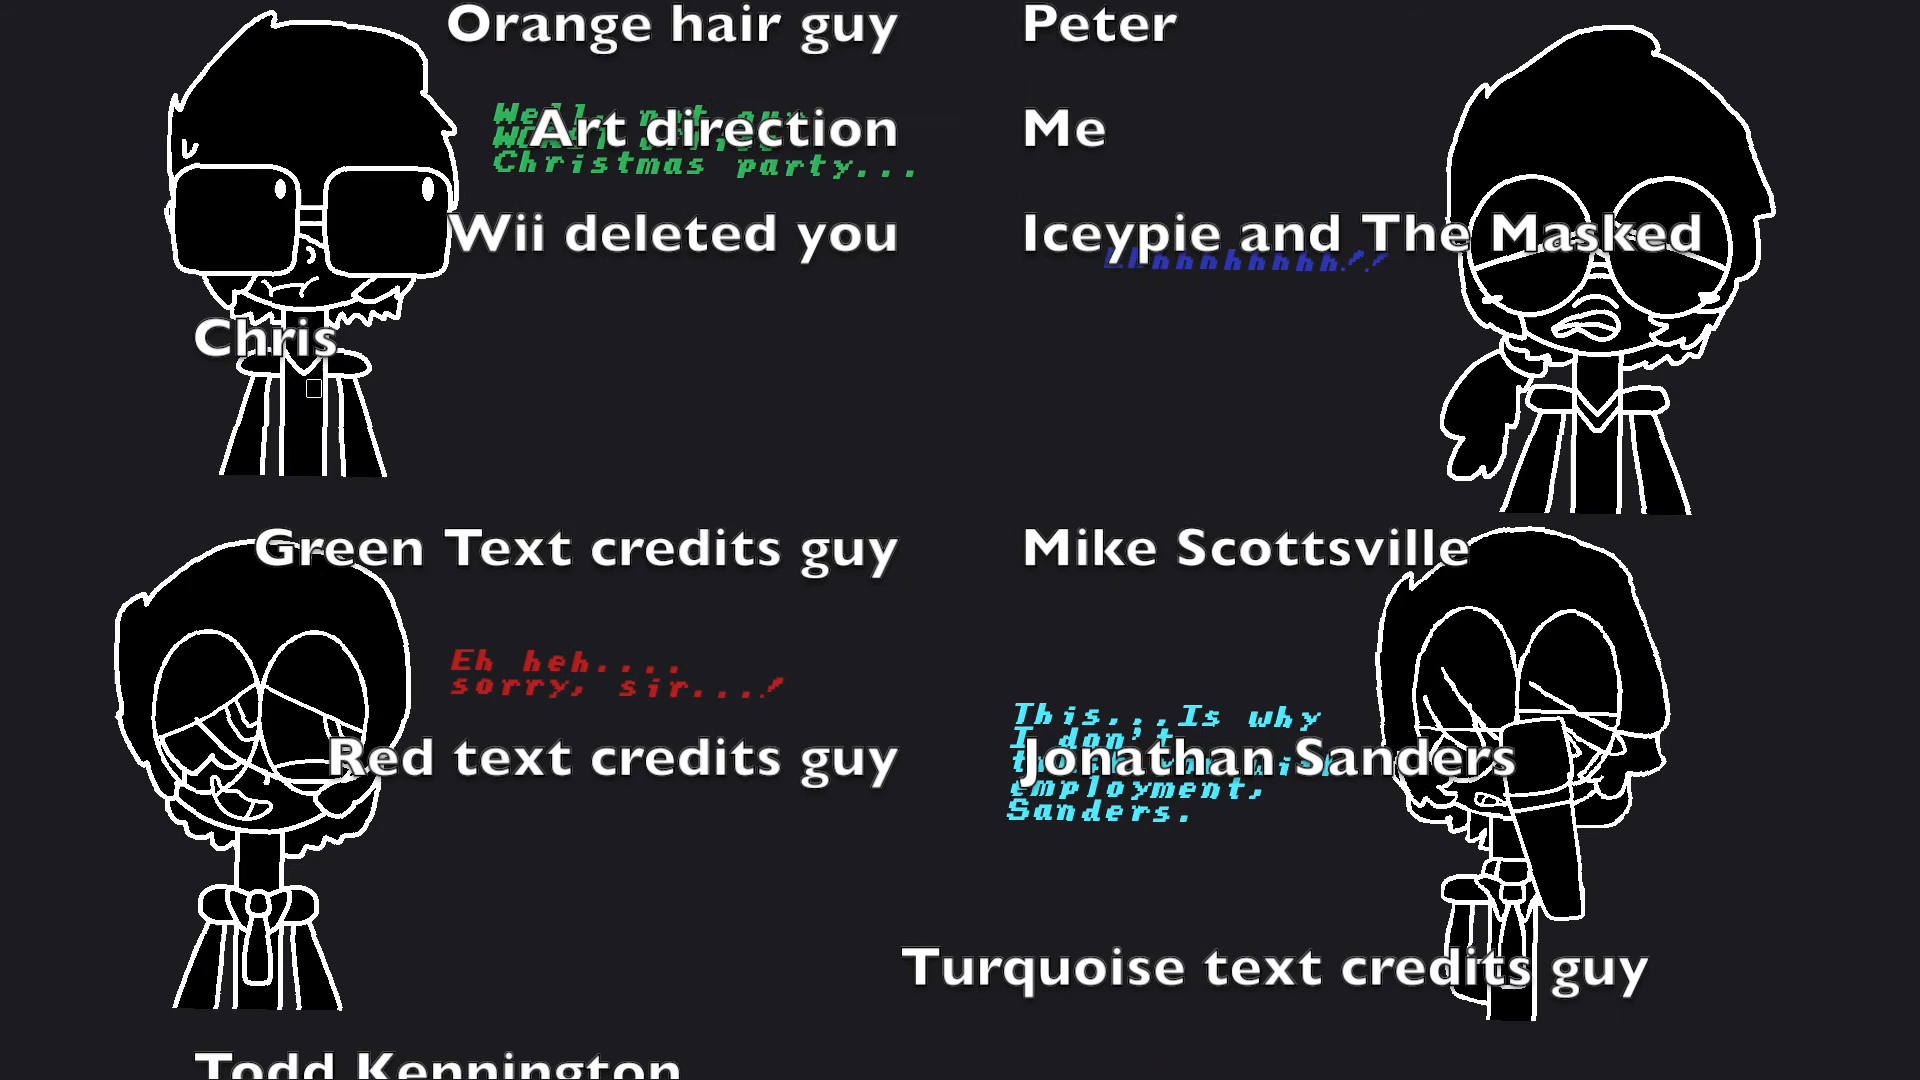 Orange hair guy Peter
Art direction Me
Christmas party...
Wii deleted you Iceypie and The Masked
Chris
Green Text credits guy Mike Scottsville
Eh heh....
sorry, sir....!
This...Is why
I don't
Red text credits guy Jonathan Sanders
employment,
Sanders.
Turquoise text credits guy
Todd Kennington